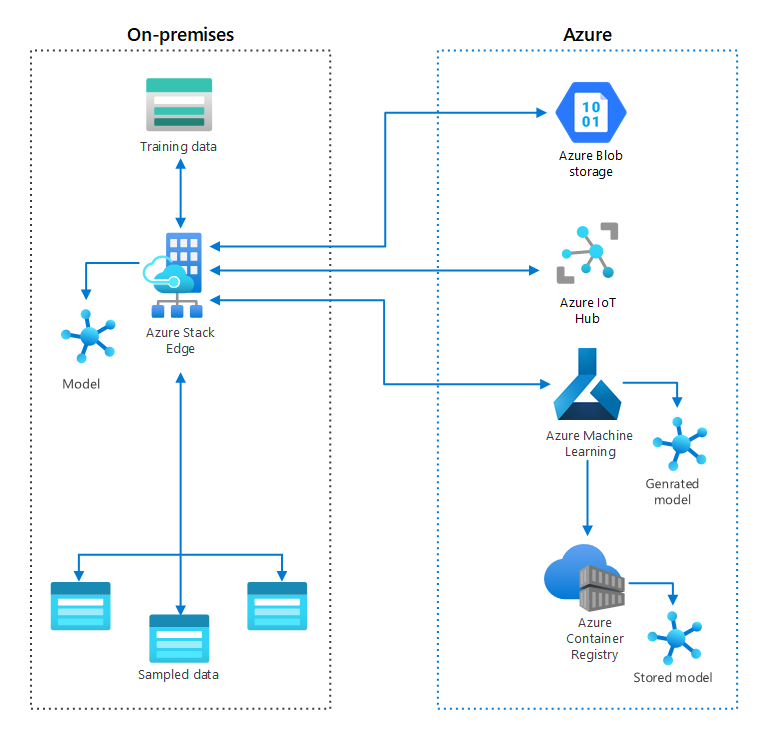 On-premises
Azure
Training data
10
01
Azure Blob
storage
Azure IoT
Hub
Azure Stack
Edge
Model
Azure Machine
Learning
Genrated
model
Azure
Container
Registry
Sampled data
Stored model